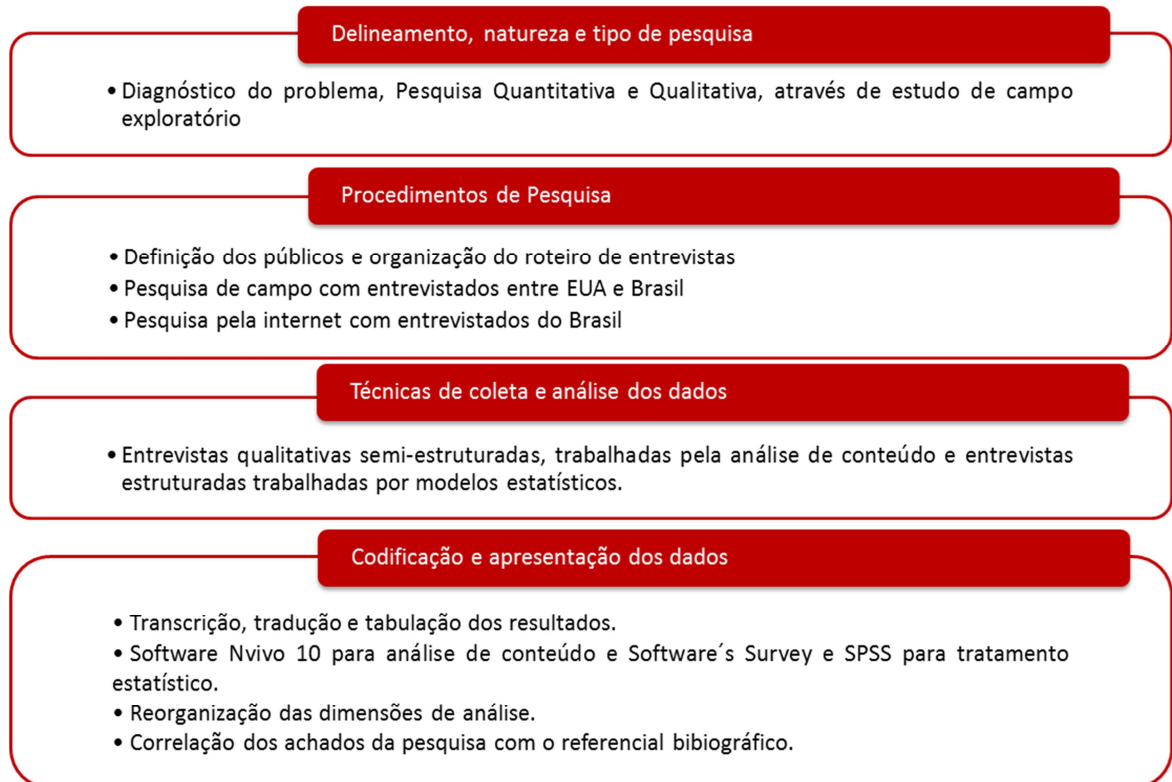 Delineamento, natureza e tipo de pesquisa
• Diagnóstico do problema, Pesquisa Quantitativa e Qualitativa, através de estudo de campo
exploratório
Procedimentos de Pesquisa
• Definição dos públicos e organização do roteiro de entrevistas
• Pesquisa de campo com entrevistados entre EUA e Brasil
• Pesquisa pela internet com entrevistados do Brasil
Técnicas de coleta e análise dos dados
• Entrevistas qualitativas semi-estruturadas, trabalhadas pela análise de conteúdo e entrevistas
estruturadas trabalhadas por modelos estatísticos.
Codificação e apresentação dos dados
• Transcrição, tradução e tabulação dos resultados.
• Software Nvivo 10 para análise de conteúdo e Software´s Survey e SPSS para tratamento
estatístico.
• Reorganização das dimensões de análise.
• Correlação dos achados da pesquisa com o referencial bibiográfico.